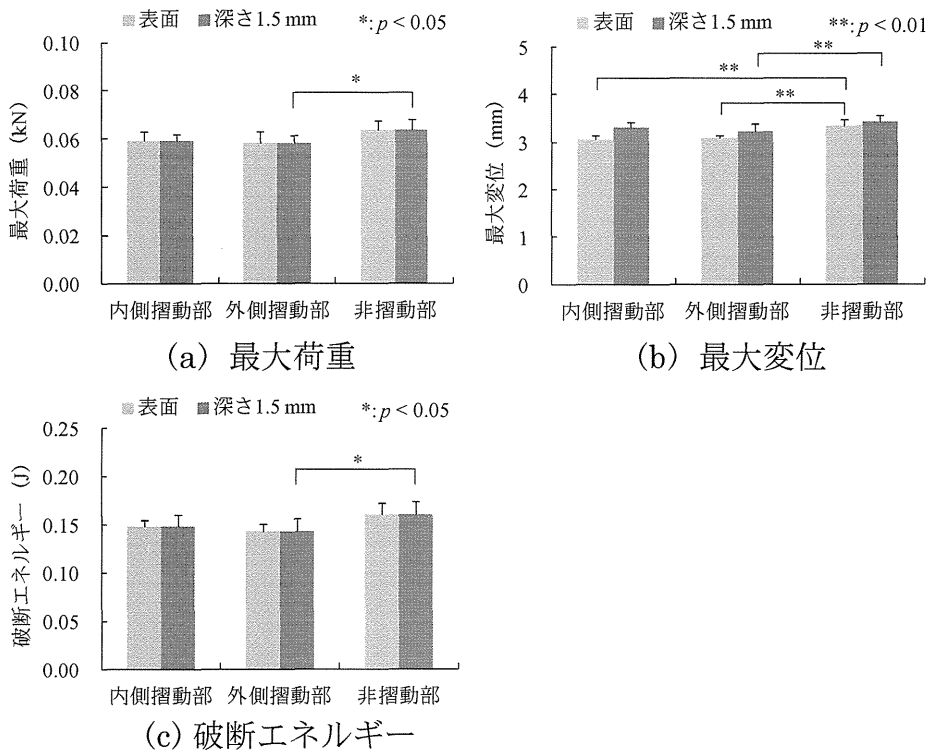 ■ 表面 ■ 深さ1.5 mm *: p < 0.05
最大荷重 (kN)
0.10
0.08
0.06
0.04
0.02
0.00
*
内側摺動部 外側摺動部 非摺動部
(a) 最大荷重
■ 表面 ■ 深さ1.5 mm **: p < 0.01
最大変位 (mm)
5
4
3
2
1
0
**
**
**
内側摺動部 外側摺動部 非摺動部
(b) 最大変位
■ 表面 ■ 深さ1.5 mm *: p < 0.05
破断エネルギー (J)
0.25
0.20
0.15
0.10
0.05
0.00
*
内側摺動部 外側摺動部 非摺動部
(c) 破断エネルギー